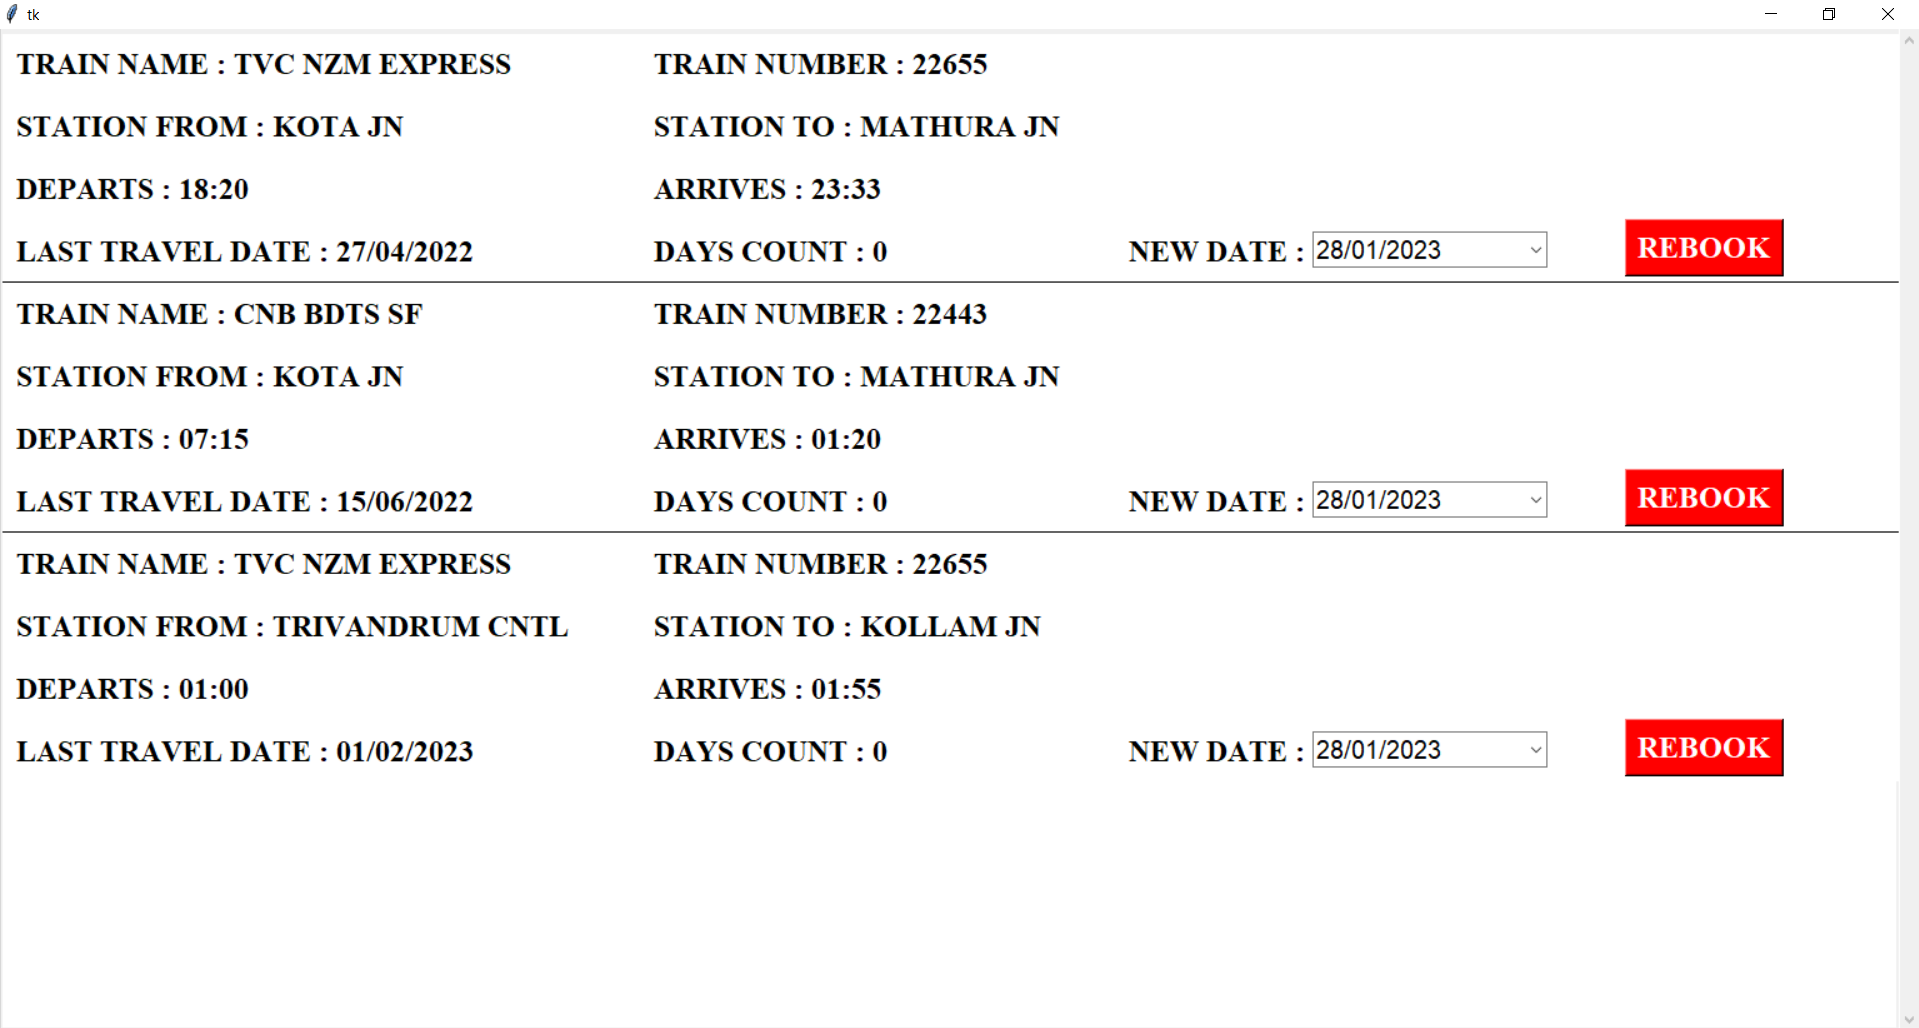 tk
TRAIN NAME : TVC NZM EXPRESS TRAIN NUMBER : 22655
STATION FROM : KOTA JN STATION TO : MATHURA JN
DEPARTS : 18:20 ARRIVES : 23:33
LAST TRAVEL DATE : 27/04/2022 DAYS COUNT : 0 NEW DATE : 28/01/2023 REBOOK
TRAIN NAME : CNB BDTS SF TRAIN NUMBER : 22443
STATION FROM : KOTA JN STATION TO : MATHURA JN
DEPARTS : 07:15 ARRIVES : 01:20
LAST TRAVEL DATE : 15/06/2022 DAYS COUNT : 0 NEW DATE : 28/01/2023 REBOOK
TRAIN NAME : TVC NZM EXPRESS TRAIN NUMBER : 22655
STATION FROM : TRIVANDRUM CNTL STATION TO : KOLLAM JN
DEPARTS : 01:00 ARRIVES : 01:55
LAST TRAVEL DATE : 01/02/2023 DAYS COUNT : 0 NEW DATE : 28/01/2023 REBOOK